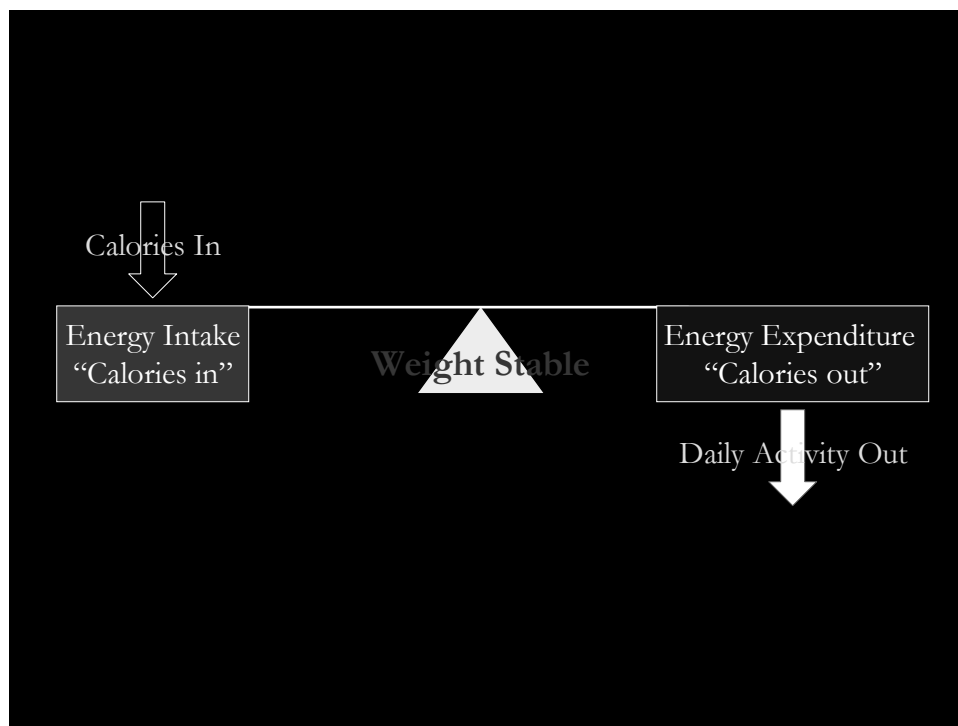 Calories In
Energy Intake
“Calories in”
Weight Stable
Energy Expenditure
“Calories out”
Daily Activity Out